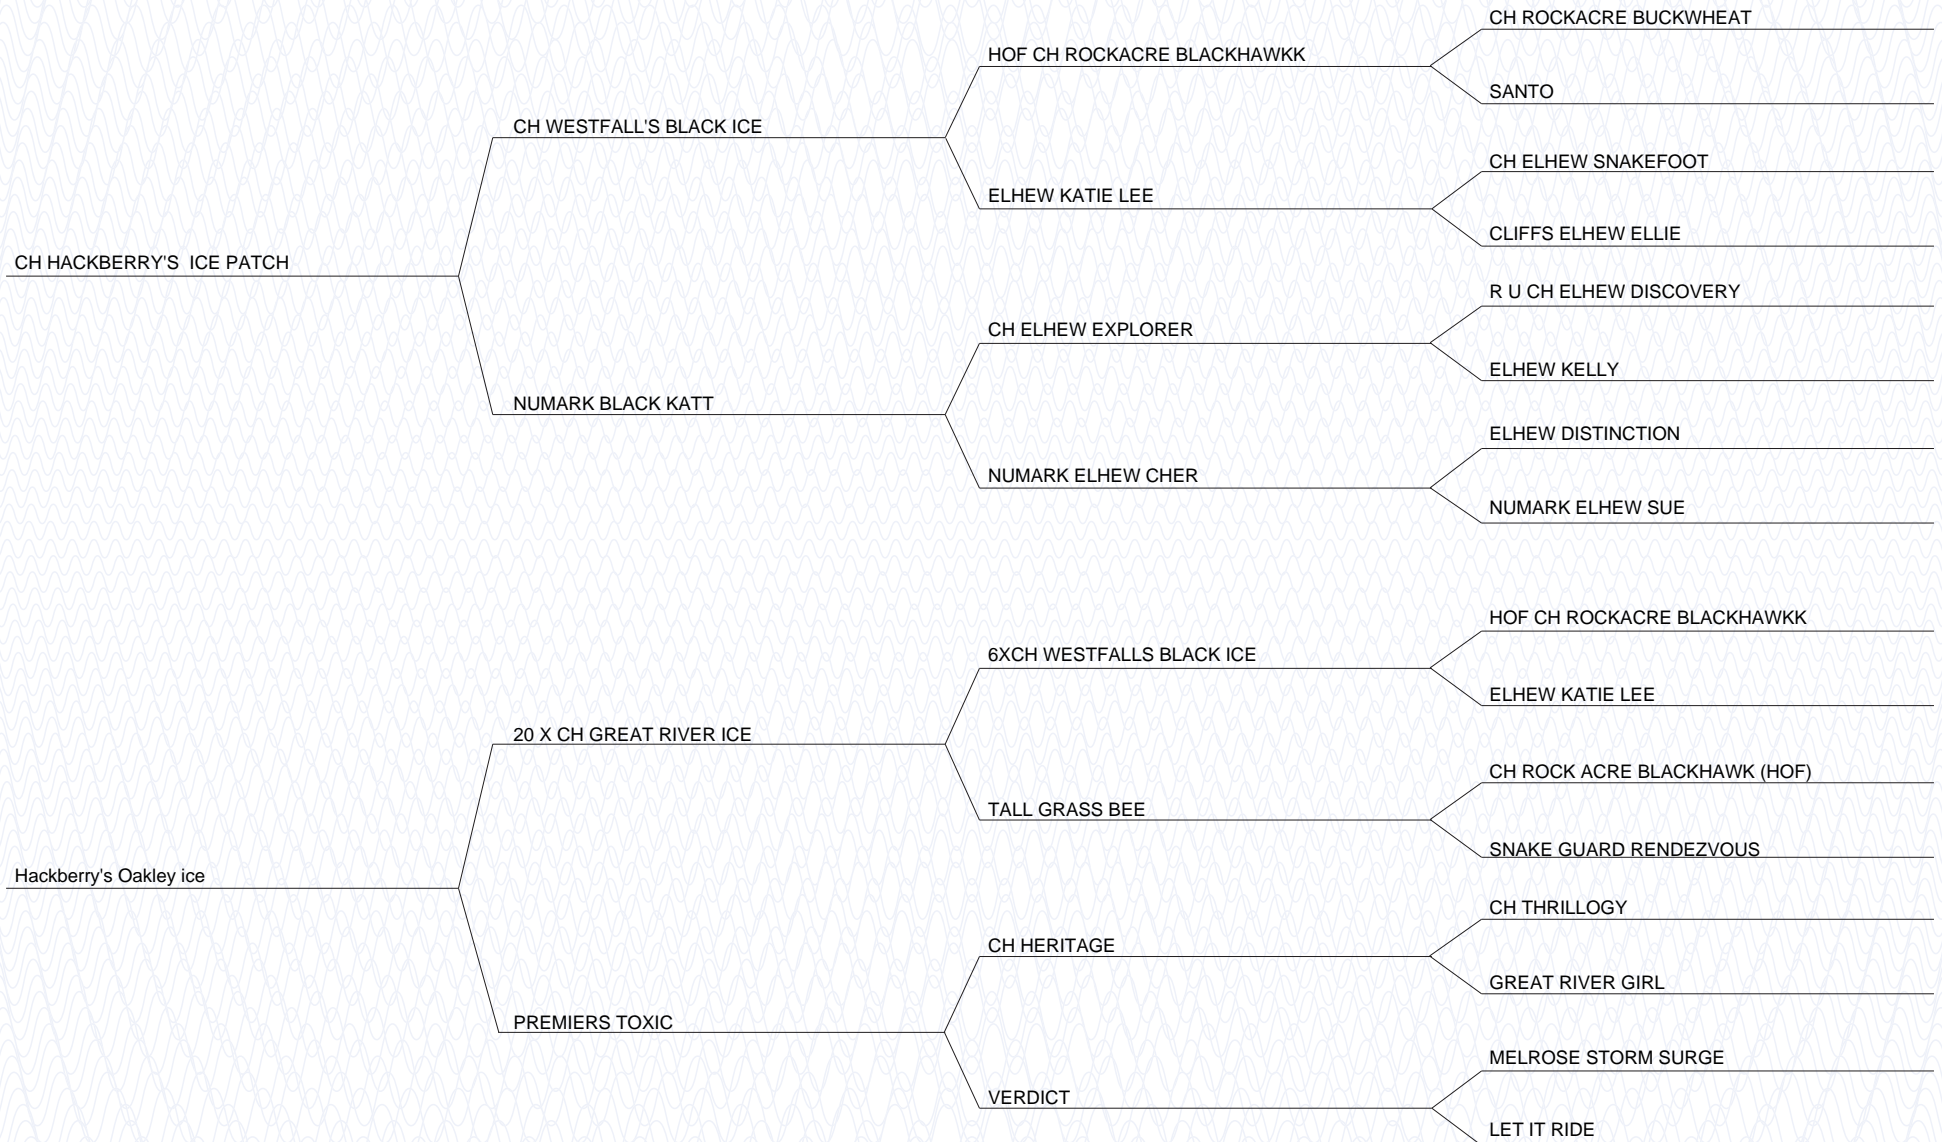 CH ROCKACRE BUCKWHEAT
HOF CH ROCKACRE BLACKHAWKK
SANTO
CH WESTFALL'S BLACK ICE
CH ELHEW SNAKEFOOT
ELHEW KATIE LEE
CLIFFS ELHEW ELLIE
CH HACKBERRY'S  ICE PATCH
R U CH ELHEW DISCOVERY
CH ELHEW EXPLORER
ELHEW KELLY
NUMARK BLACK KATT
ELHEW DISTINCTION
NUMARK ELHEW CHER
NUMARK ELHEW SUE
HOF CH ROCKACRE BLACKHAWKK
6XCH WESTFALLS BLACK ICE
ELHEW KATIE LEE
20 X CH GREAT RIVER ICE
CH ROCK ACRE BLACKHAWK (HOF)
TALL GRASS BEE
SNAKE GUARD RENDEZVOUS
Hackberry's Oakley ice
CH THRILLOGY
CH HERITAGE
GREAT RIVER GIRL
PREMIERS TOXIC
MELROSE STORM SURGE
VERDICT
LET IT RIDE